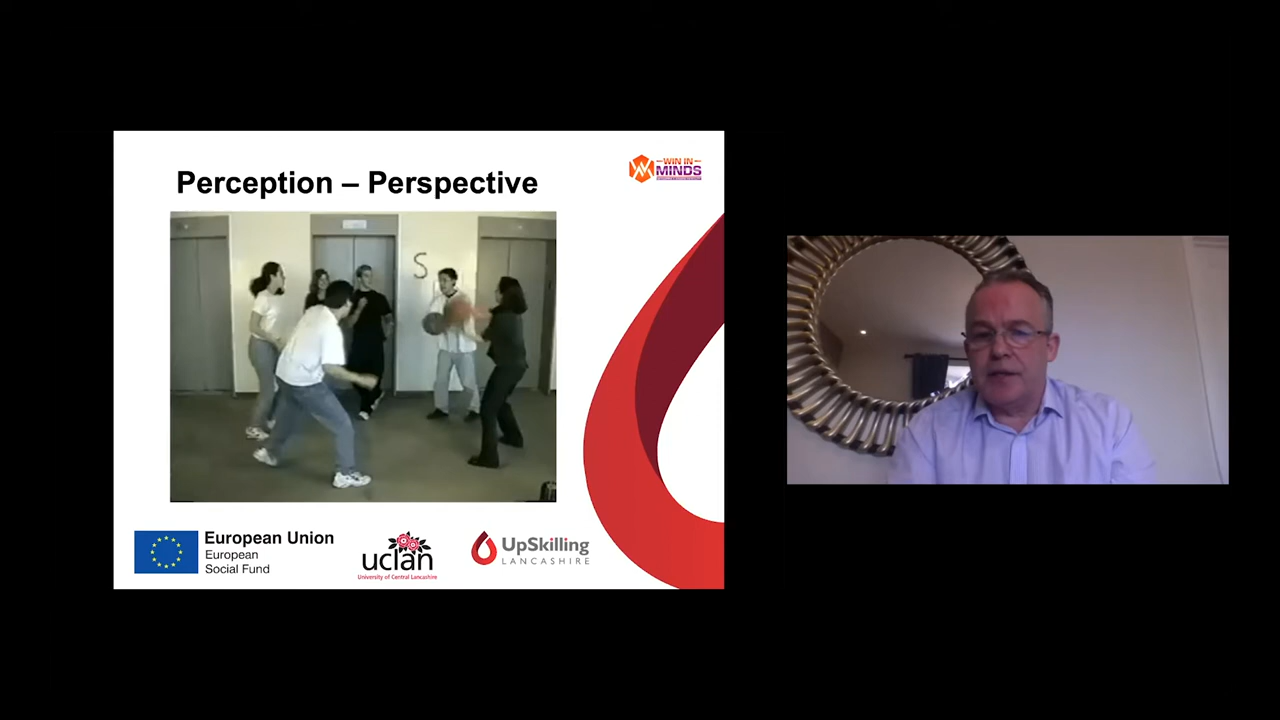 Perception – Perspective
WIN IN
MINDS
S
European Union
European
Social Fund
uclan
University of Central Lancashire
UpSkilling
LANCASHIRE